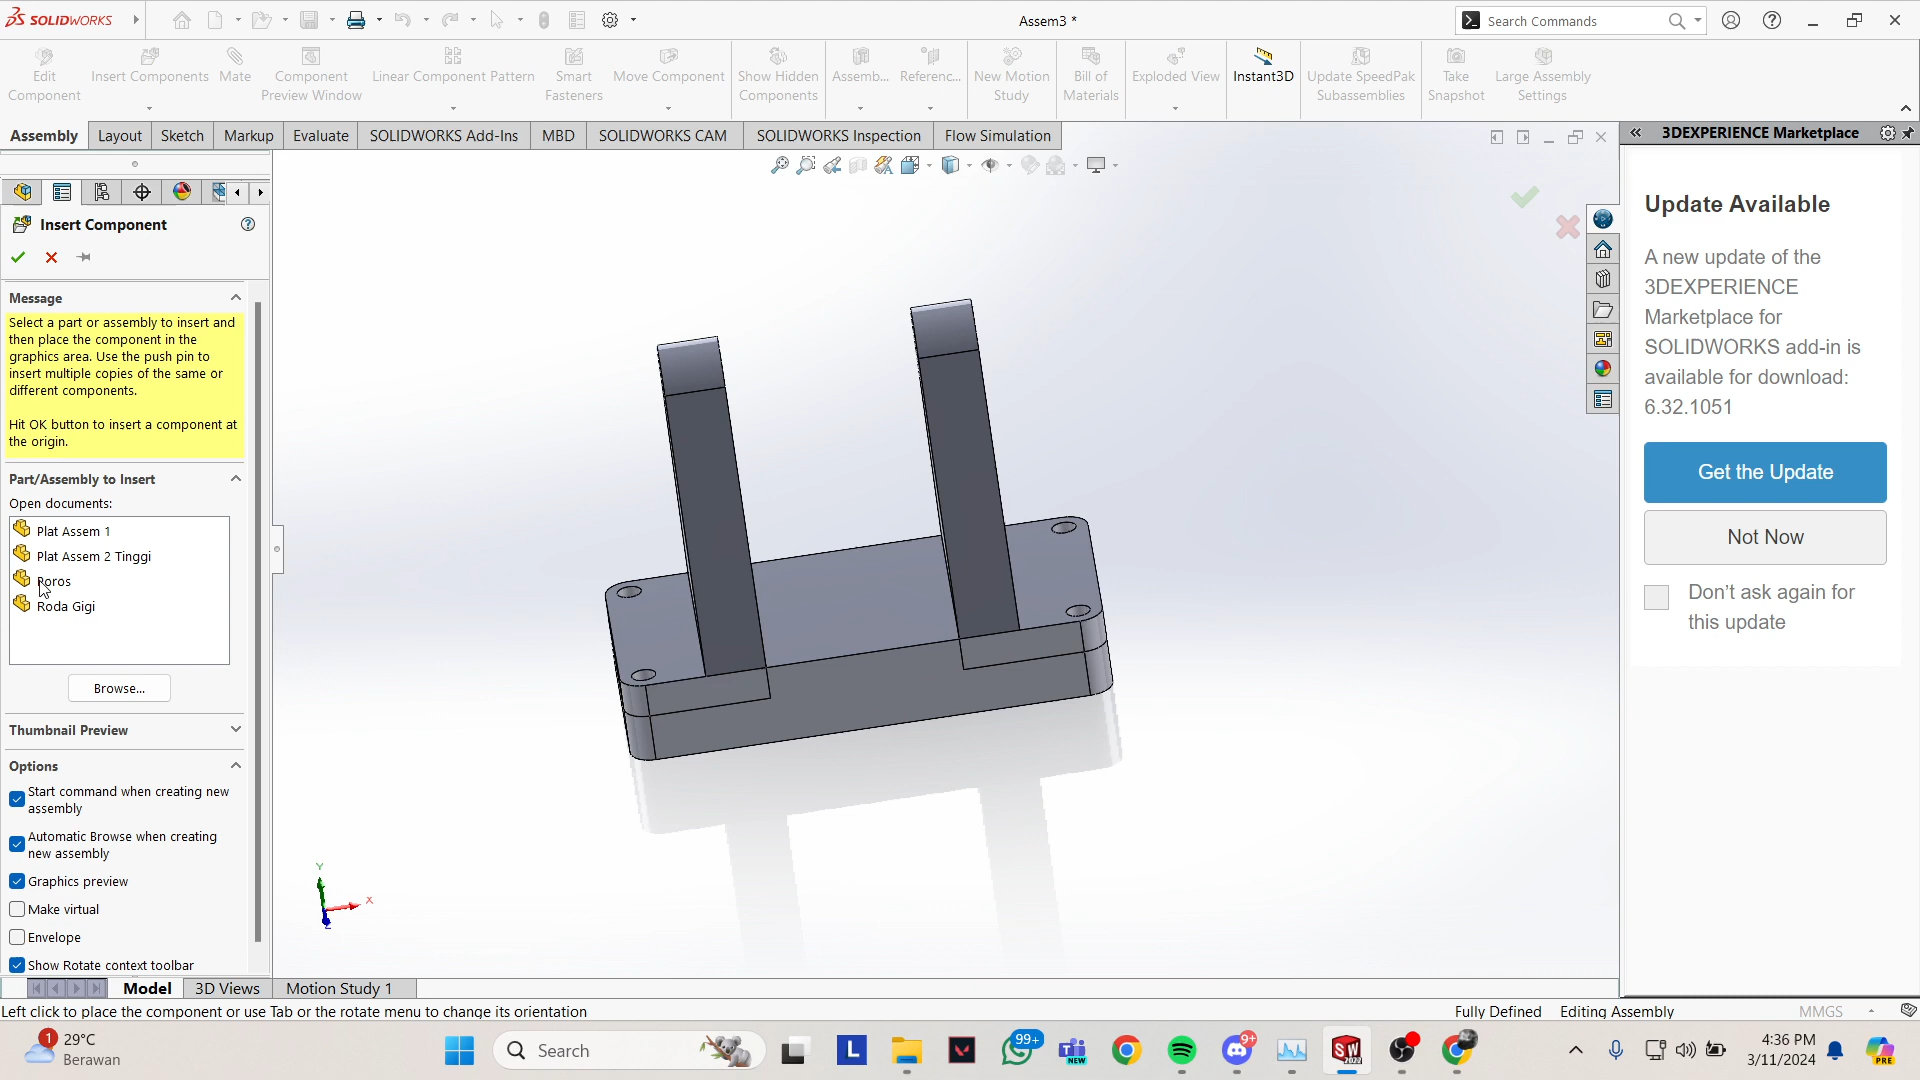 SOLIDWORKS
Assem3 *
Search Commands
Edit
Component
Insert Components
Mate
Component
Preview Window
Linear Component Pattern
Smart
Fasteners
Move Component
Show Hidden
Components
Assemb...
Referenc...
New Motion
Study
Bill of
Materials
Exploded View
Instant3D
Update SpeedPak
Subassemblies
Take
Snapshot
Large Assembly
Settings
Assembly
Layout
Sketch
Markup
Evaluate
SOLIDWORKS Add-Ins
MBD
SOLIDWORKS CAM
SOLIDWORKS Inspection
Flow Simulation
3DEXPERIENCE Marketplace
Insert Component
Message
Select a part or assembly to insert and
then place the component in the
graphics area. Use the push pin to
insert multiple copies of the same or
different components.
Hit OK button to insert a component at
the origin.
Part/Assembly to Insert
Open documents:
Plat Assem 1
Plat Assem 2 Tinggi
Poros
Roda Gigi
Browse...
Thumbnail Preview
Options
Start command when creating new
assembly
Automatic Browse when creating
new assembly
Graphics preview
Make virtual
Envelope
Show Rotate context toolbar
Y
X
Z
Update Available
A new update of the
3DEXPERIENCE
Marketplace for
SOLIDWORKS add-in is
available for download:
6.32.1051
Get the Update
Not Now
Don't ask again for
this update
Model
3D Views
Motion Study 1
Left click to place the component or use Tab or the rotate menu to change its orientation
Fully Defined
Editing Assembly
MMGS
1
29°C
Berawan
Search
L
99+
NEW
9+
SW
2022
4:36 PM
3/11/2024
PRE